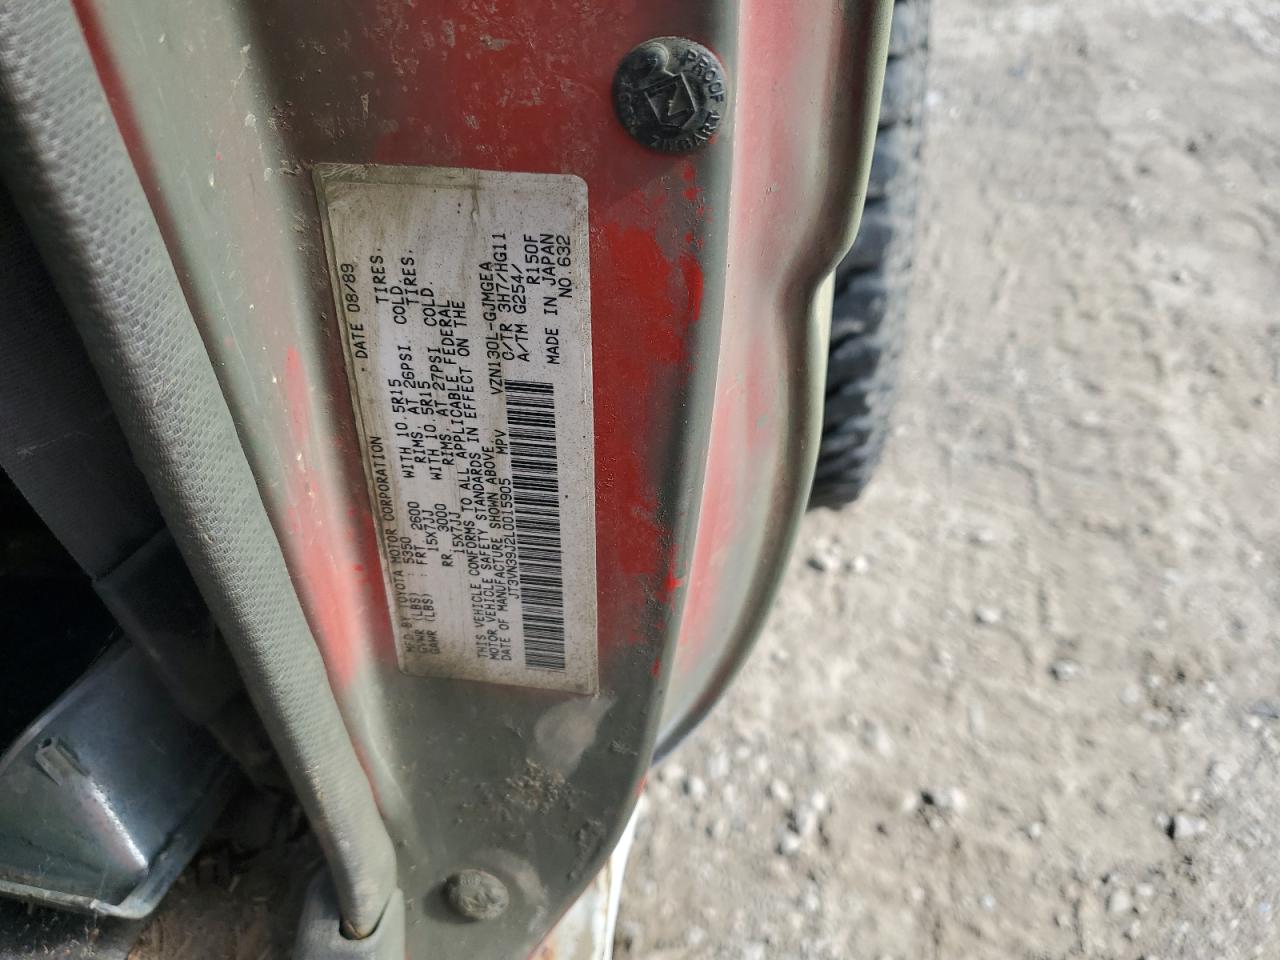 MFD BY TOYOTA MOTOR CORPORATION DATE 08/89
GVWR (LBS) 5350
GAWR (LBS) FRT 2600 WITH 10.5R15 TIRES.
15X7JJ RIMS, AT 26PSI COLD.
RR 3000 WITH 10.5R15 TIRES.
15X7JJ RIMS, AT 27PSI COLD.
THIS VEHICLE CONFORMS TO ALL APPLICABLE FEDERAL
MOTOR VEHICLE SAFETY STANDARDS IN EFFECT ON THE
DATE OF MANUFACTURE SHOWN ABOVE.
JT3VN39J2L0015905 MPV VZN130L-GJMGEA
C/TR 3H7/HG11
A/TM G254/
R150F
MADE IN JAPAN
NO.632
PROOF
ZIEBART